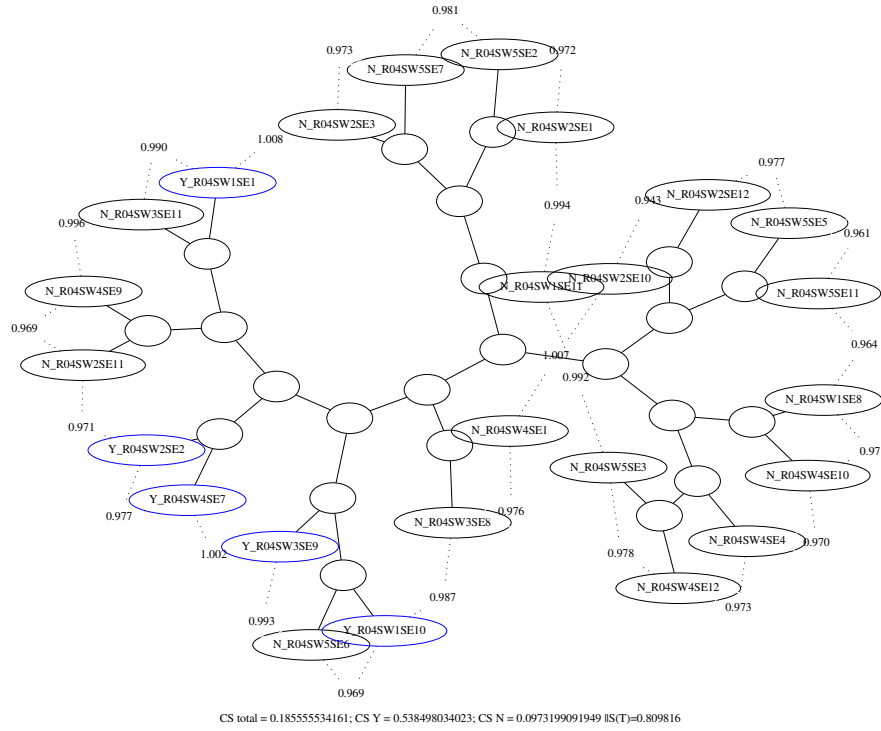 0.981
0.973
N_R04SW5SE2
0.972
N_R04SW5SE7
N_R04SW2SE3
N_R04SW2SE1
1.008
0.990
0.977
Y_R04SW1SE1
N_R04SW2SE12
0.943
0.994
N_R04SW3SE11
0.996
N_R04SW5SE5
0.961
N_R04SW2SE10
N_R04SW1SE11
N_R04SW4SE9
N_R04SW5SE11
0.969
0.964
1.007
N_R04SW2SE11
0.992
N_R04SW1SE8
0.971
N_R04SW4SE1
Y_R04SW2SE2
0.97
N_R04SW5SE3
N_R04SW4SE10
Y_R04SW4SE7
0.977
0.976
N_R04SW3SE8
N_R04SW4SE4
0.970
1.002
Y_R04SW3SE9
0.978
N_R04SW4SE12
0.987
0.973
0.993
Y_R04SW1SE10
N_R04SW5SE6
0.969
CS total = 0.185555534161; CS Y = 0.538498034023; CS N = 0.0973199091949 ||S(T)=0.809816